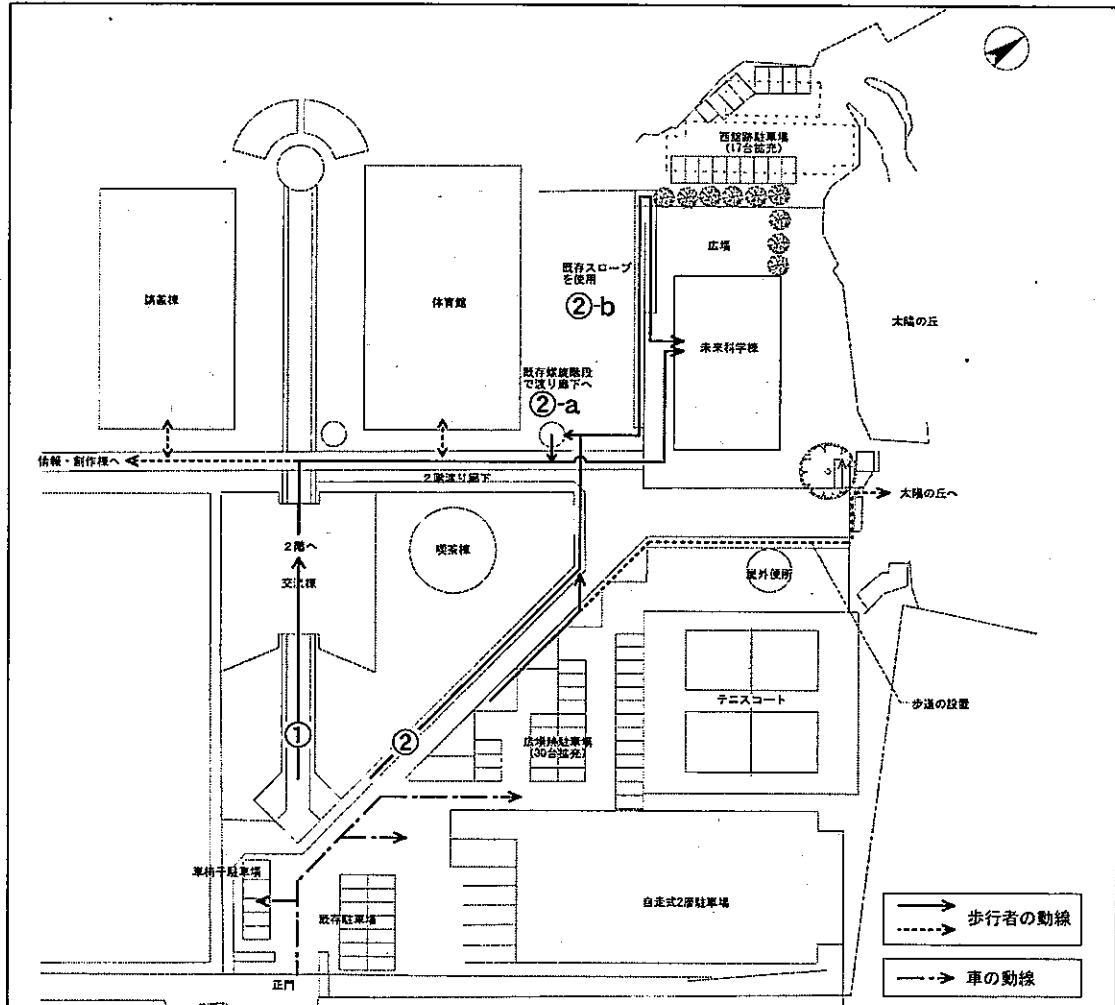 西館跡駐車場
(17台拡充)
広場
講義棟
体育館
既存スロープ
を使用
②-b
未来科学棟
太陽の丘
既存螺旋階段
で渡り廊下へ
②-a
情報・創作棟へ
2階渡り廊下
太陽の丘へ
2階へ
交流棟
喫茶棟
屋外便所
テニスコート
歩道の設置
①
②
広場跡駐車場
(30台拡充)
車椅子駐車場
既存駐車場
自走式2層駐車場
正門
歩行者の動線
車の動線